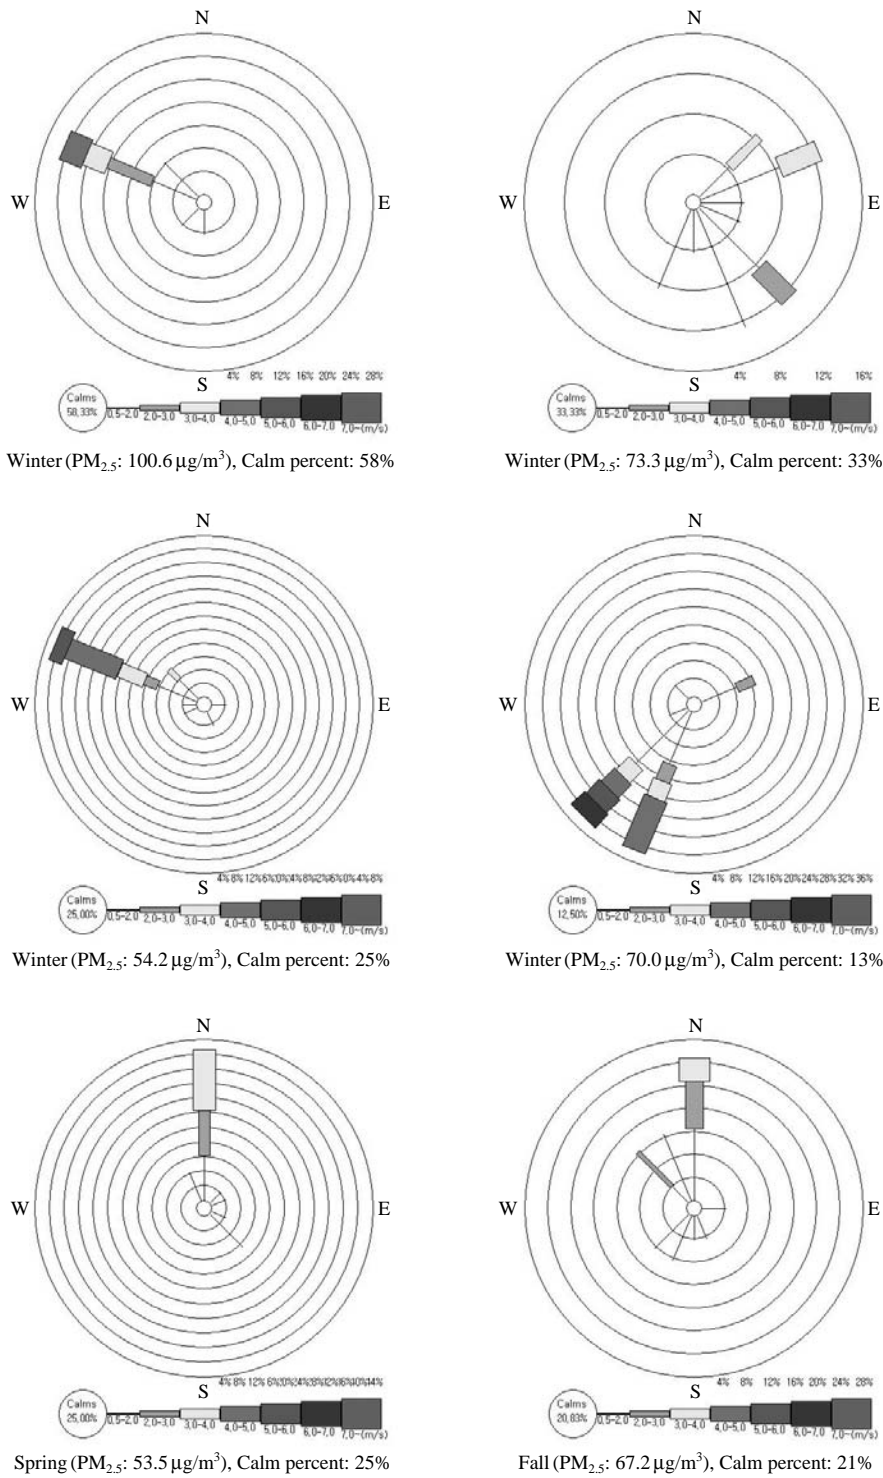 N
N
W
E
W
E
4% 8% 12% 16% 20% 24% 28%
S
4% 8% 12% 16%
S
Calms
58,33%
0,5-2,0 2,0-3,0 3,0-4,0 4,0-5,0 5,0-6,0 6,0-7,0 7,0~(m/s)
Calms
33,33%
0,5-2,0 2,0-3,0 3,0-4,0 4,0-5,0 5,0-6,0 6,0-7,0 7,0~(m/s)
Winter (PM2.5: 100.6 μg/m³), Calm percent: 58%
Winter (PM2.5: 73.3 μg/m³), Calm percent: 33%
N
N
W
E
W
E
4% 8% 12%
S
4% 8% 12% 16% 20% 24% 28% 32% 36%
S
Calms
25,00%
0,5-2,0 2,0-3,0 3,0-4,0 4,0-5,0 5,0-6,0 6,0-7,0 7,0~(m/s)
Calms
12,50%
0,5-2,0 2,0-3,0 3,0-4,0 4,0-5,0 5,0-6,0 6,0-7,0 7,0~(m/s)
Winter (PM2.5: 54.2 μg/m³), Calm percent: 25%
Winter (PM2.5: 70.0 μg/m³), Calm percent: 13%
N
N
W
E
W
E
4% 8% 12%
S
4% 8% 12% 16% 20% 24% 28%
S
Calms
25,00%
0,5-2,0 2,0-3,0 3,0-4,0 4,0-5,0 5,0-6,0 6,0-7,0 7,0~(m/s)
Calms
20,83%
0,5-2,0 2,0-3,0 3,0-4,0 4,0-5,0 5,0-6,0 6,0-7,0 7,0~(m/s)
Spring (PM2.5: 53.5 μg/m³), Calm percent: 25%
Fall (PM2.5: 67.2 μg/m³), Calm percent: 21%